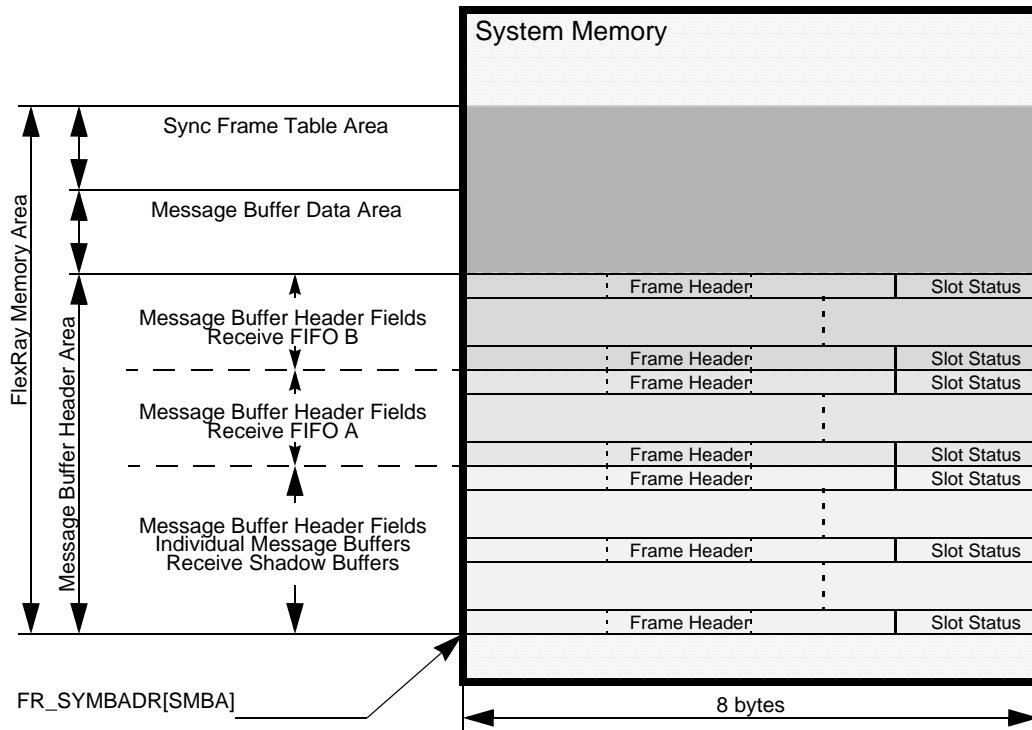 System Memory
Sync Frame Table Area
Message Buffer Data Area
FlexRay Memory Area
Message Buffer Header Area
Frame Header
Slot Status
Message Buffer Header Fields
Receive FIFO B
Frame Header
Slot Status
Frame Header
Slot Status
Message Buffer Header Fields
Receive FIFO A
Frame Header
Slot Status
Frame Header
Slot Status
Message Buffer Header Fields
Individual Message Buffers
Receive Shadow Buffers
Frame Header
Slot Status
Frame Header
Slot Status
FR_SYMBADR[SMBA]
8 bytes